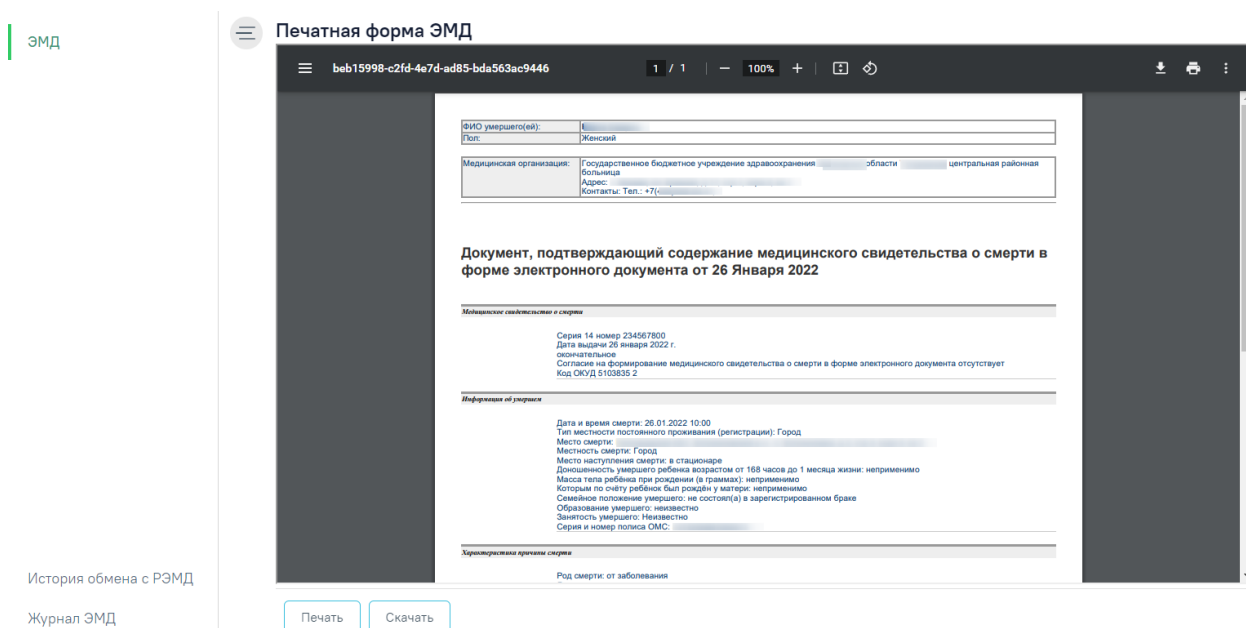 ЭМД
Печатная форма ЭМД
beb15998-c2fd-4e7d-ad85-bda563ac9446
1 / 1
100%
ФИО умершего(ей):
Пол: Женский
Медицинская организация: Государственное бюджетное учреждение здравоохранения области центральная районная
больница
Адрес:
Контакты: Тел.: +7(
Документ, подтверждающий содержание медицинского свидетельства о смерти в
форме электронного документа от 26 Января 2022
Медицинское свидетельство о смерти
Серия 14 номер 234567800
Дата выдачи 26 января 2022 г.
окончательное
Согласие на формирование медицинского свидетельства о смерти в форме электронного документа отсутствует
Код ОКУД 5103835 2
Информация об умершем
Дата и время смерти: 26.01.2022 10:00
Тип местности постоянного проживания (регистрации): Город
Место смерти:
Местность смерти: Город
Место наступления смерти: в стационаре
Доношенность умершего ребенка возрастом от 168 часов до 1 месяца жизни: неприменимо
Масса тела ребёнка при рождении (в граммах): неприменимо
Которым по счёту ребёнок был рождён у матери: неприменимо
Семейное положение умершего: не состоял(а) в зарегистрированном браке
Образование умершего: неизвестно
Занятость умершего: Неизвестно
Серия и номер полиса ОМС:
Характеристика причины смерти
Род смерти: от заболевания
История обмена с РЭМД
Журнал ЭМД
Печать
Скачать